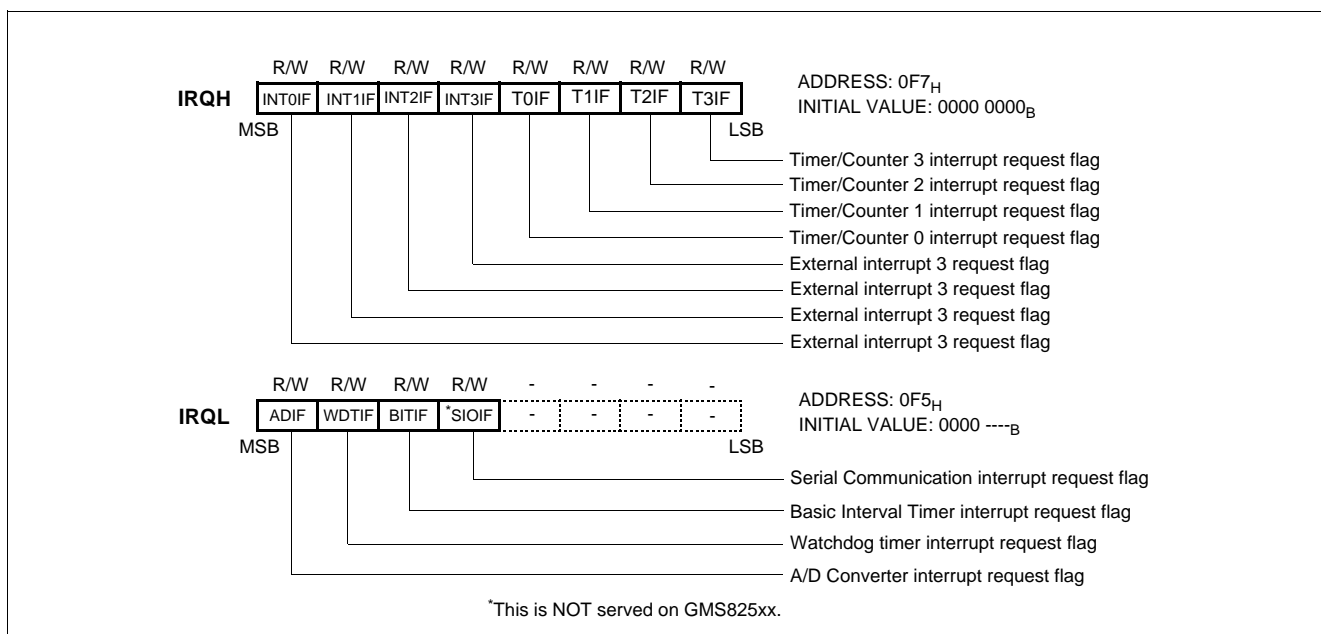 R/W R/W R/W R/W R/W R/W R/W R/W
IRQH INT0IF INT1IF INT2IF INT3IF T0IF T1IF T2IF T3IF
MSB LSB
ADDRESS: 0F7H
INITIAL VALUE: 0000 0000B
Timer/Counter 3 interrupt request flag
Timer/Counter 2 interrupt request flag
Timer/Counter 1 interrupt request flag
Timer/Counter 0 interrupt request flag
External interrupt 3 request flag
External interrupt 3 request flag
External interrupt 3 request flag
External interrupt 3 request flag
R/W R/W R/W R/W - - - -
IRQL ADIF WDTIF BITIF *SIOIF - - - -
MSB LSB
ADDRESS: 0F5H
INITIAL VALUE: 0000 ----B
Serial Communication interrupt request flag
Basic Interval Timer interrupt request flag
Watchdog timer interrupt request flag
A/D Converter interrupt request flag
*This is NOT served on GMS825xx.